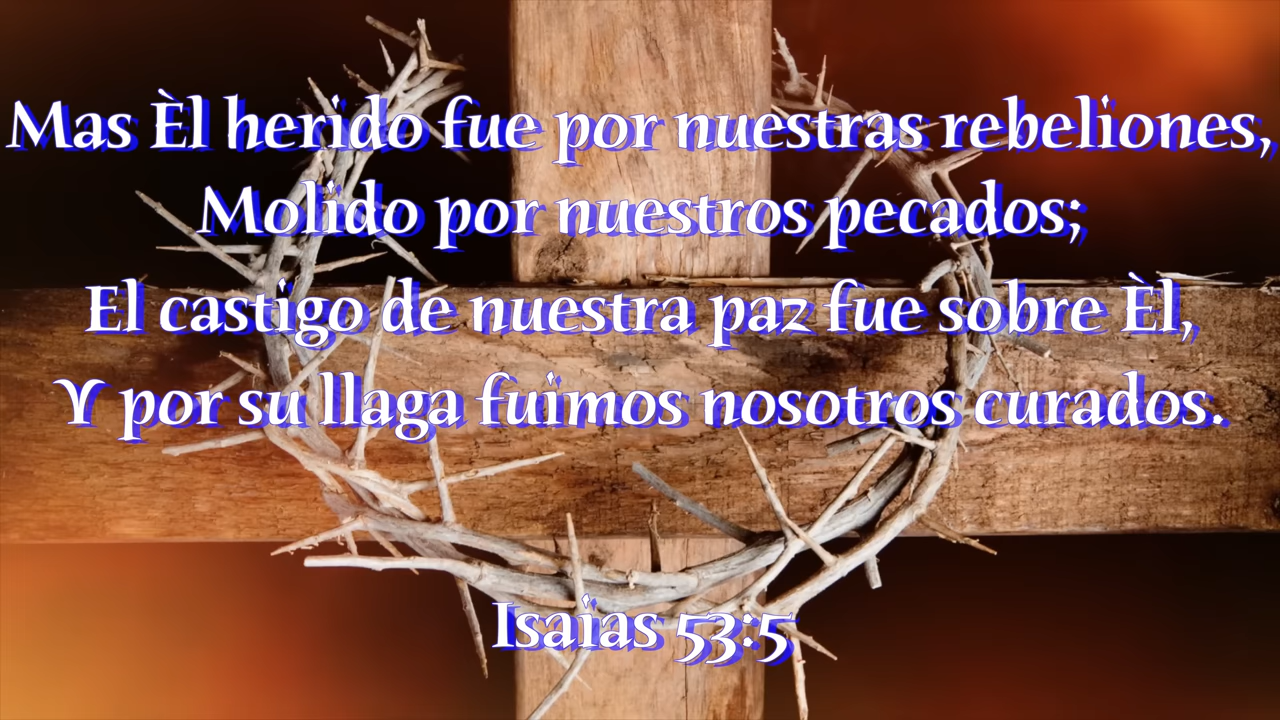 Mas Èl herido fue por nuestras rebeliones,
Molido por nuestros pecados;
El castigo de nuestra paz fue sobre Èl,
Y por su llaga fuimos nosotros curados.
Isaías 53:5